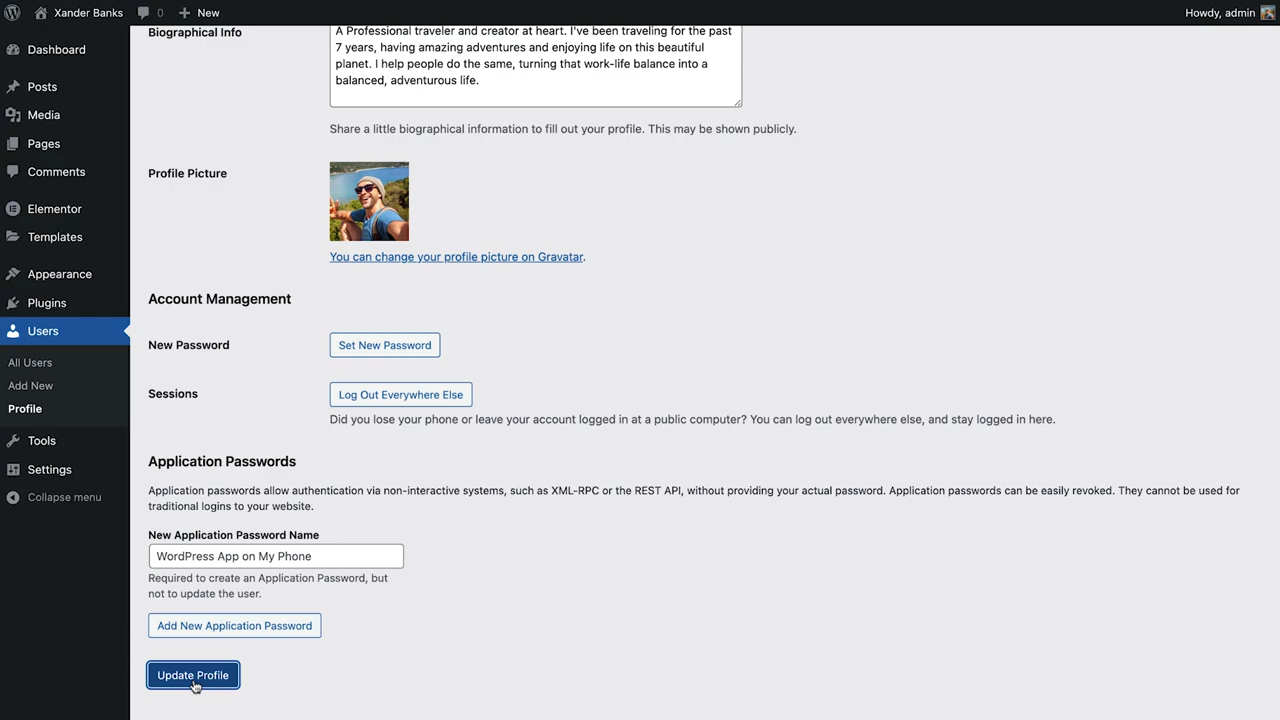 Xander Banks
0
New
Howdy, admin
Dashboard
Posts
Media
Pages
Comments
Elementor
Templates
Appearance
Plugins
Users
All Users
Add New
Profile
Tools
Settings
Collapse menu
Biographical Info
A Professional traveler and creator at heart. I've been traveling for the past
7 years, having amazing adventures and enjoying life on this beautiful
planet. I help people do the same, turning that work-life balance into a
balanced, adventurous life.
Share a little biographical information to fill out your profile. This may be shown publicly.
Profile Picture
You can change your profile picture on Gravatar.
Account Management
New Password
Set New Password
Sessions
Log Out Everywhere Else
Did you lose your phone or leave your account logged in at a public computer? You can log out everywhere else, and stay logged in here.
Application Passwords
Application passwords allow authentication via non-interactive systems, such as XML-RPC or the REST API, without providing your actual password. Application passwords can be easily revoked. They cannot be used for
traditional logins to your website.
New Application Password Name
WordPress App on My Phone
Required to create an Application Password, but
not to update the user.
Add New Application Password
Update Profile